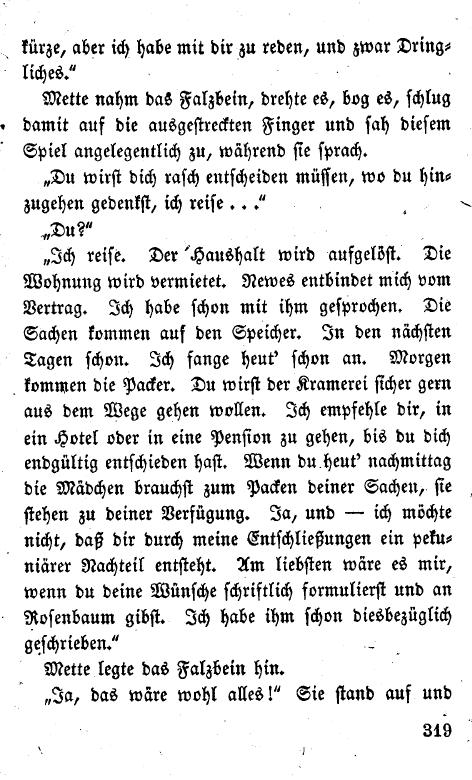 kürze, aber ich habe mit dir zu reden, und zwar Dring-
liches.“
Mette nahm das Falzbein, drehte es, bog es, schlug
damit auf die ausgestreckten Finger und sah diesem
Spiel angelegentlich zu, während sie sprach.
„Du wirst dich rasch entscheiden müssen, wo du hin-
zugehen gedenkst, ich reise . . .“
„Du?“
„Ich reise. Der Haushalt wird aufgelöst. Die
Wohnung wird vermietet. Newes entbindet mich vom
Vertrag. Ich habe schon mit ihm gesprochen. Die
Sachen kommen auf den Speicher. In den nächsten
Tagen schon. Ich fange heut’ schon an. Morgen
kommen die Packer. Du wirst der Kramerei sicher gern
aus dem Wege gehen wollen. Ich empfehle dir, in
ein Hotel oder in eine Pension zu gehen, bis du dich
endgültig entschieden hast. Wenn du heut’ nachmittag
die Mädchen brauchst zum Packen deiner Sachen, sie
stehen zu deiner Verfügung. Ja, und — ich möchte
nicht, daß dir durch meine Entschließungen ein peku-
niärer Nachteil entsteht. Am liebsten wäre es mir,
wenn du deine Wünsche schriftlich formulierst und an
Rosenbaum gibst. Ich habe ihm schon diesbezüglich
geschrieben.“
Mette legte das Falzbein hin.
„Ja, das wäre wohl alles!“ Sie stand auf und
319